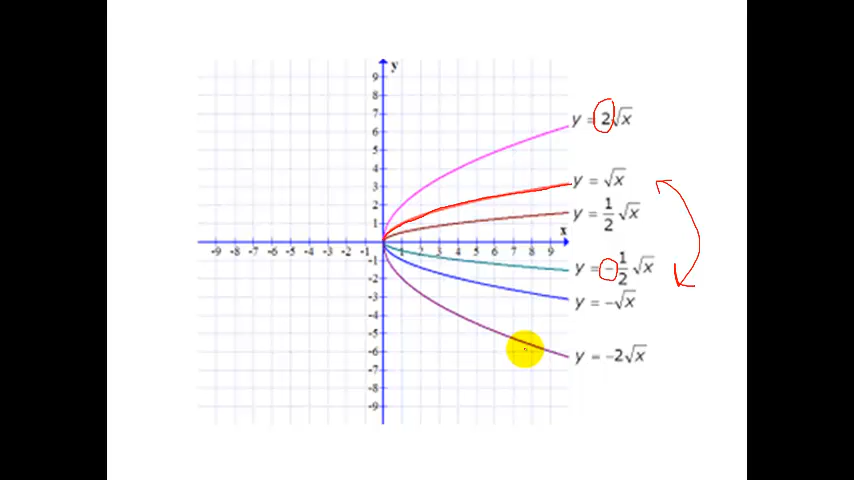 y
9
8
7
6
5
4
3
2
1
-9 -8 -7 -6 -5 -4 -3 -2 -1 1 2 3 4 5 6 7 8 9 x
-1
-2
-3
-4
-5
-6
-7
-8
-9
y = 2√x
y = √x
y = 1/2 √x
y = -1/2 √x
y = -√x
y = -2√x